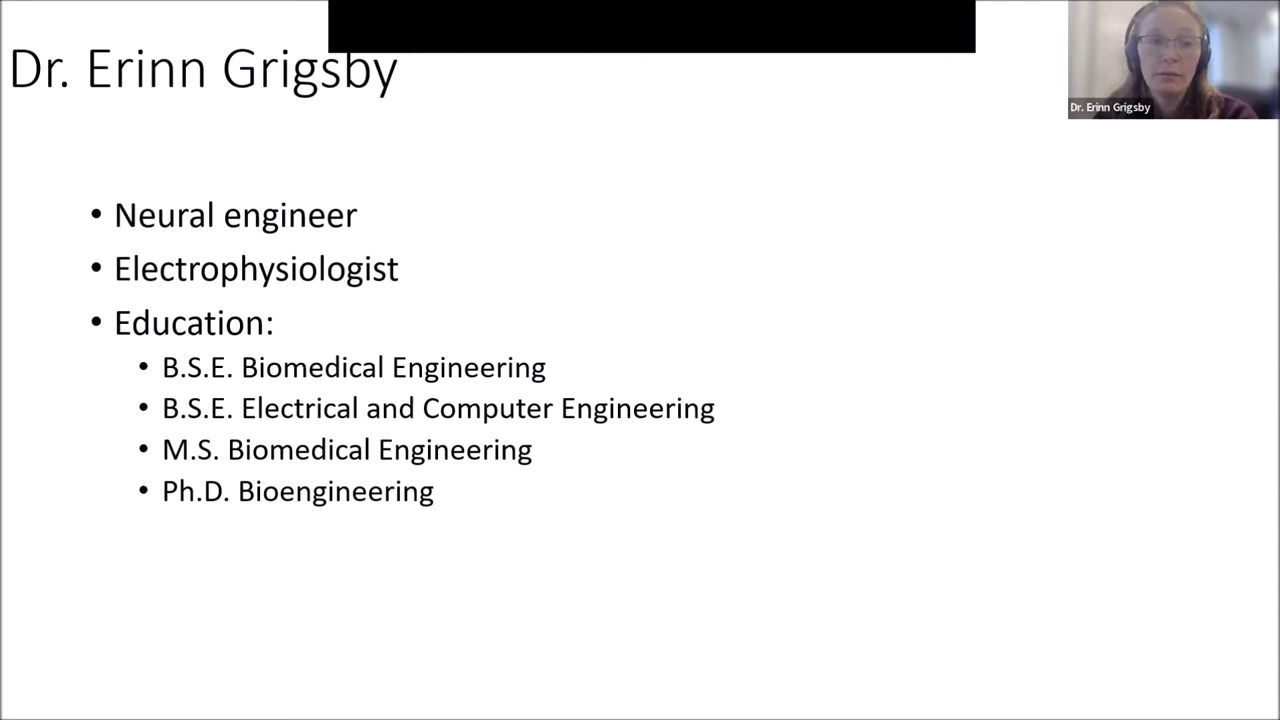 Dr. Erinn Grigsby
Dr. Erinn Grigsby
• Neural engineer
• Electrophysiologist
• Education:
• B.S.E. Biomedical Engineering
• B.S.E. Electrical and Computer Engineering
• M.S. Biomedical Engineering
• Ph.D. Bioengineering